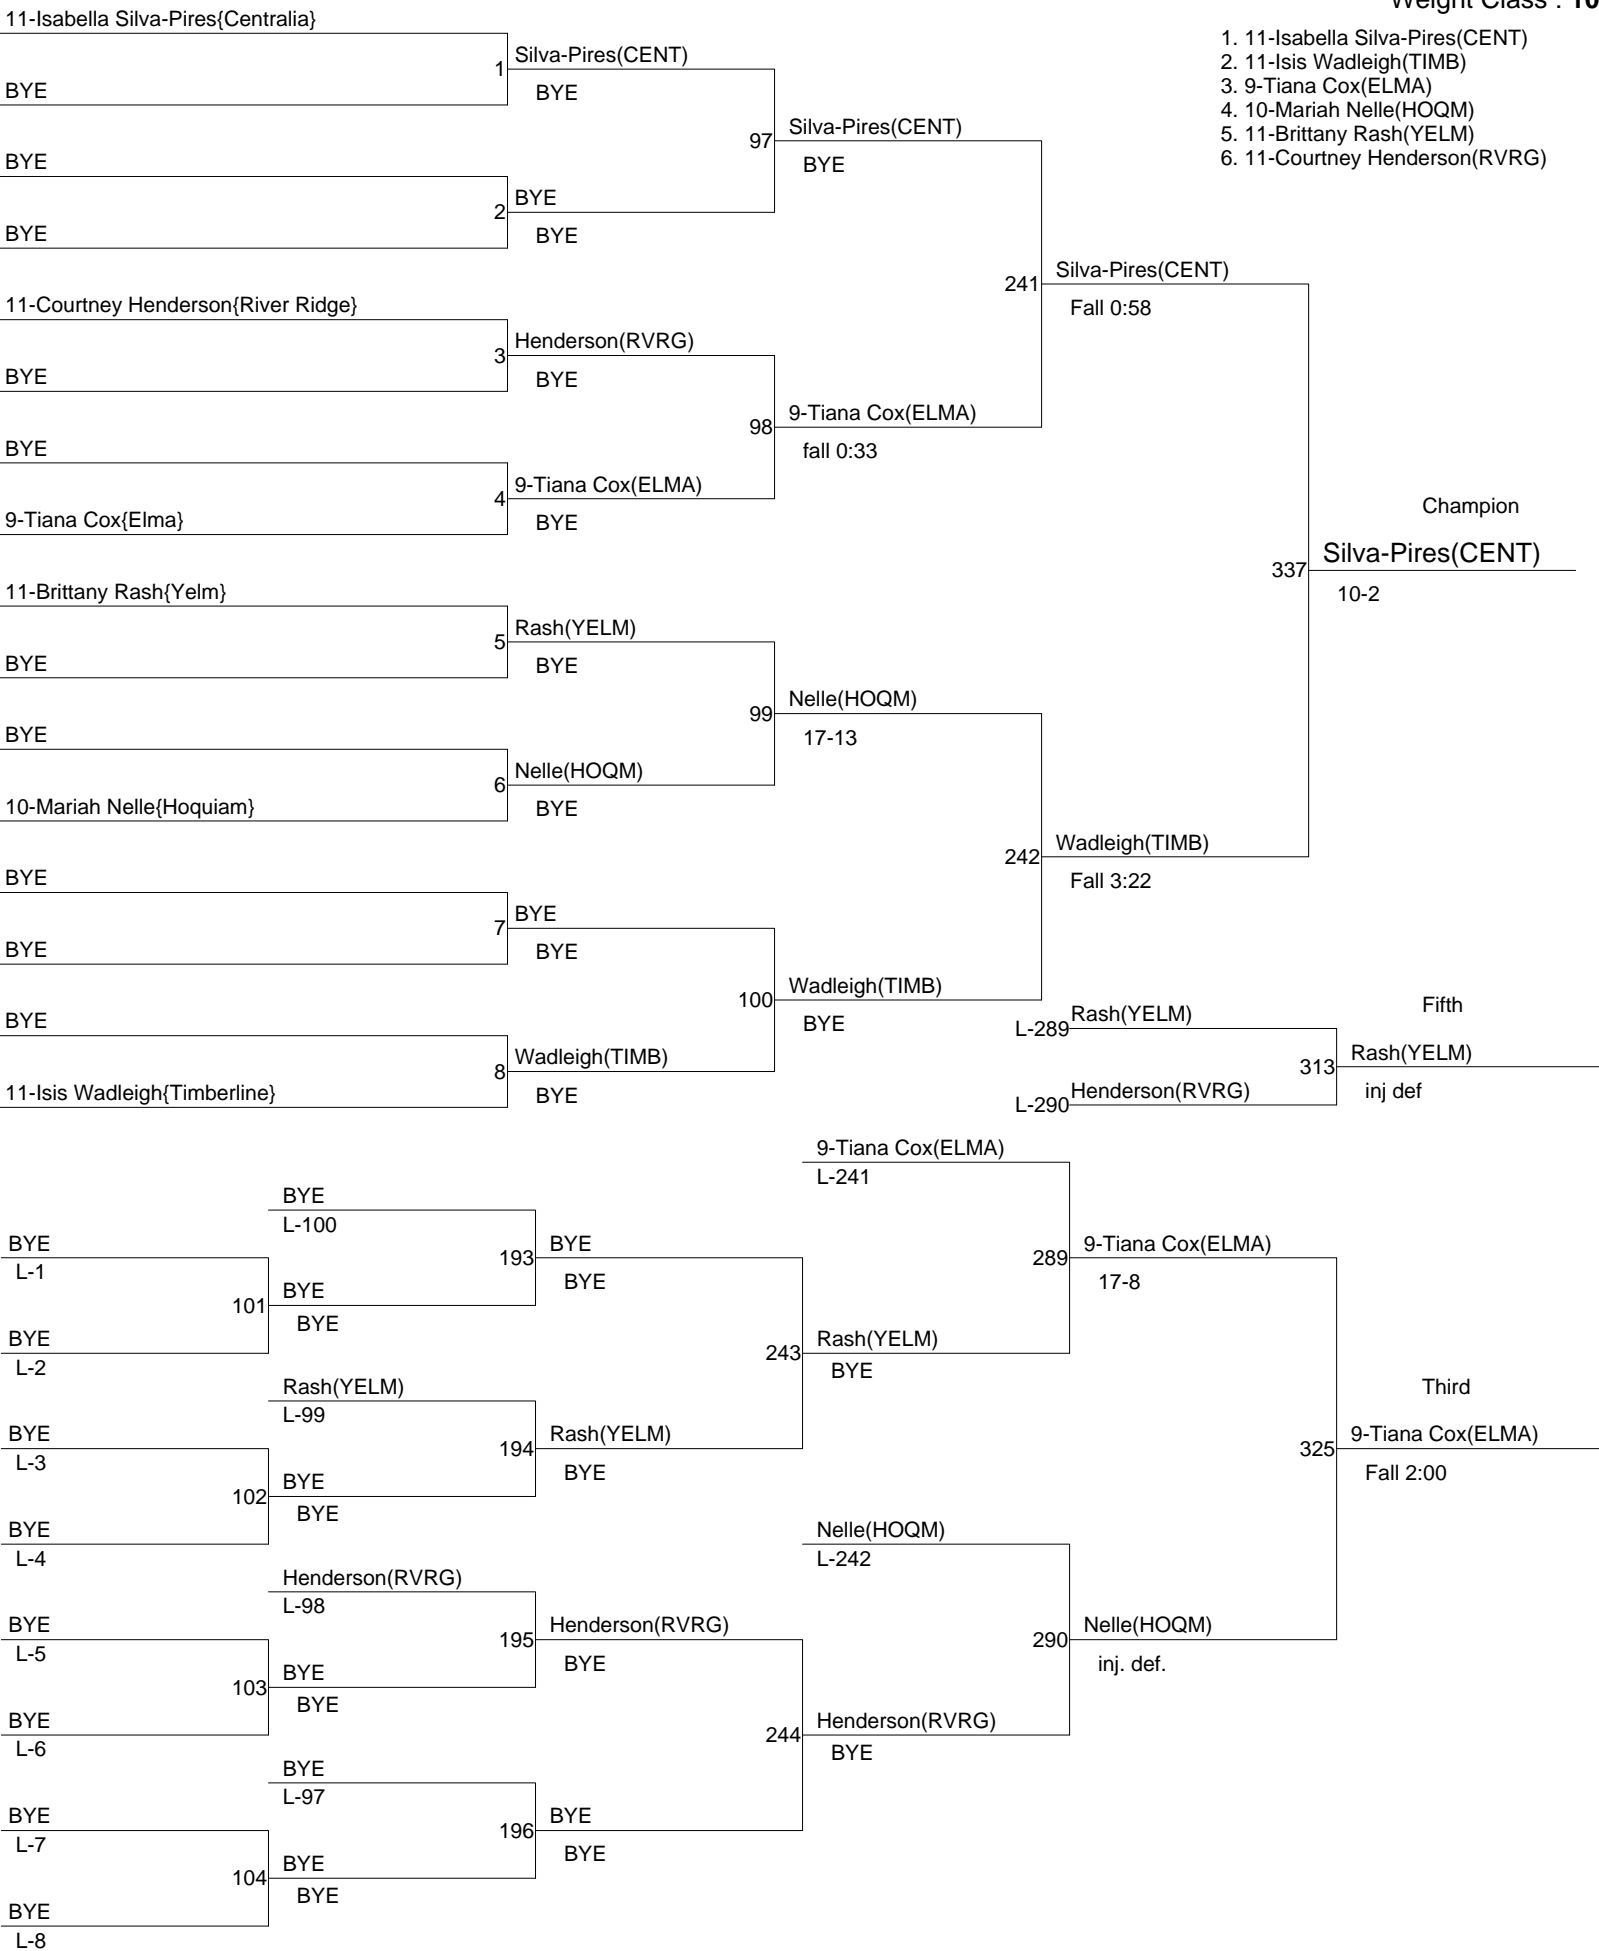 Weight Class : 10
1. 11-Isabella Silva-Pires(CENT)
2. 11-Isis Wadleigh(TIMB)
3. 9-Tiana Cox(ELMA)
4. 10-Mariah Nelle(HOQM)
5. 11-Brittany Rash(YELM)
6. 11-Courtney Henderson(RVRG)
11-Isabella Silva-Pires{Centralia}
BYE
1
Silva-Pires(CENT)
BYE
BYE
BYE
2
BYE
BYE
97
Silva-Pires(CENT)
BYE
11-Courtney Henderson{River Ridge}
BYE
3
Henderson(RVRG)
BYE
BYE
9-Tiana Cox{Elma}
4
9-Tiana Cox(ELMA)
BYE
98
9-Tiana Cox(ELMA)
fall 0:33
241
Silva-Pires(CENT)
Fall 0:58
11-Brittany Rash{Yelm}
BYE
5
Rash(YELM)
BYE
BYE
10-Mariah Nelle{Hoquiam}
6
Nelle(HOQM)
BYE
99
Nelle(HOQM)
17-13
BYE
BYE
7
BYE
BYE
BYE
11-Isis Wadleigh{Timberline}
8
Wadleigh(TIMB)
BYE
100
Wadleigh(TIMB)
BYE
242
Wadleigh(TIMB)
Fall 3:22
Champion
337
Silva-Pires(CENT)
10-2
Fifth
L-289
Rash(YELM)
L-290
Henderson(RVRG)
313
Rash(YELM)
inj def
BYE
L-1
BYE
L-2
101
BYE
L-100
BYE
BYE
193
BYE
BYE
BYE
L-3
BYE
L-4
102
Rash(YELM)
L-99
BYE
BYE
194
Rash(YELM)
BYE
243
Rash(YELM)
BYE
9-Tiana Cox(ELMA)
L-241
289
9-Tiana Cox(ELMA)
17-8
BYE
L-5
BYE
L-6
103
Henderson(RVRG)
L-98
BYE
BYE
195
Henderson(RVRG)
BYE
BYE
L-7
BYE
L-8
104
BYE
L-97
BYE
BYE
196
BYE
BYE
244
Henderson(RVRG)
BYE
Nelle(HOQM)
L-242
290
Nelle(HOQM)
inj. def.
Third
325
9-Tiana Cox(ELMA)
Fall 2:00